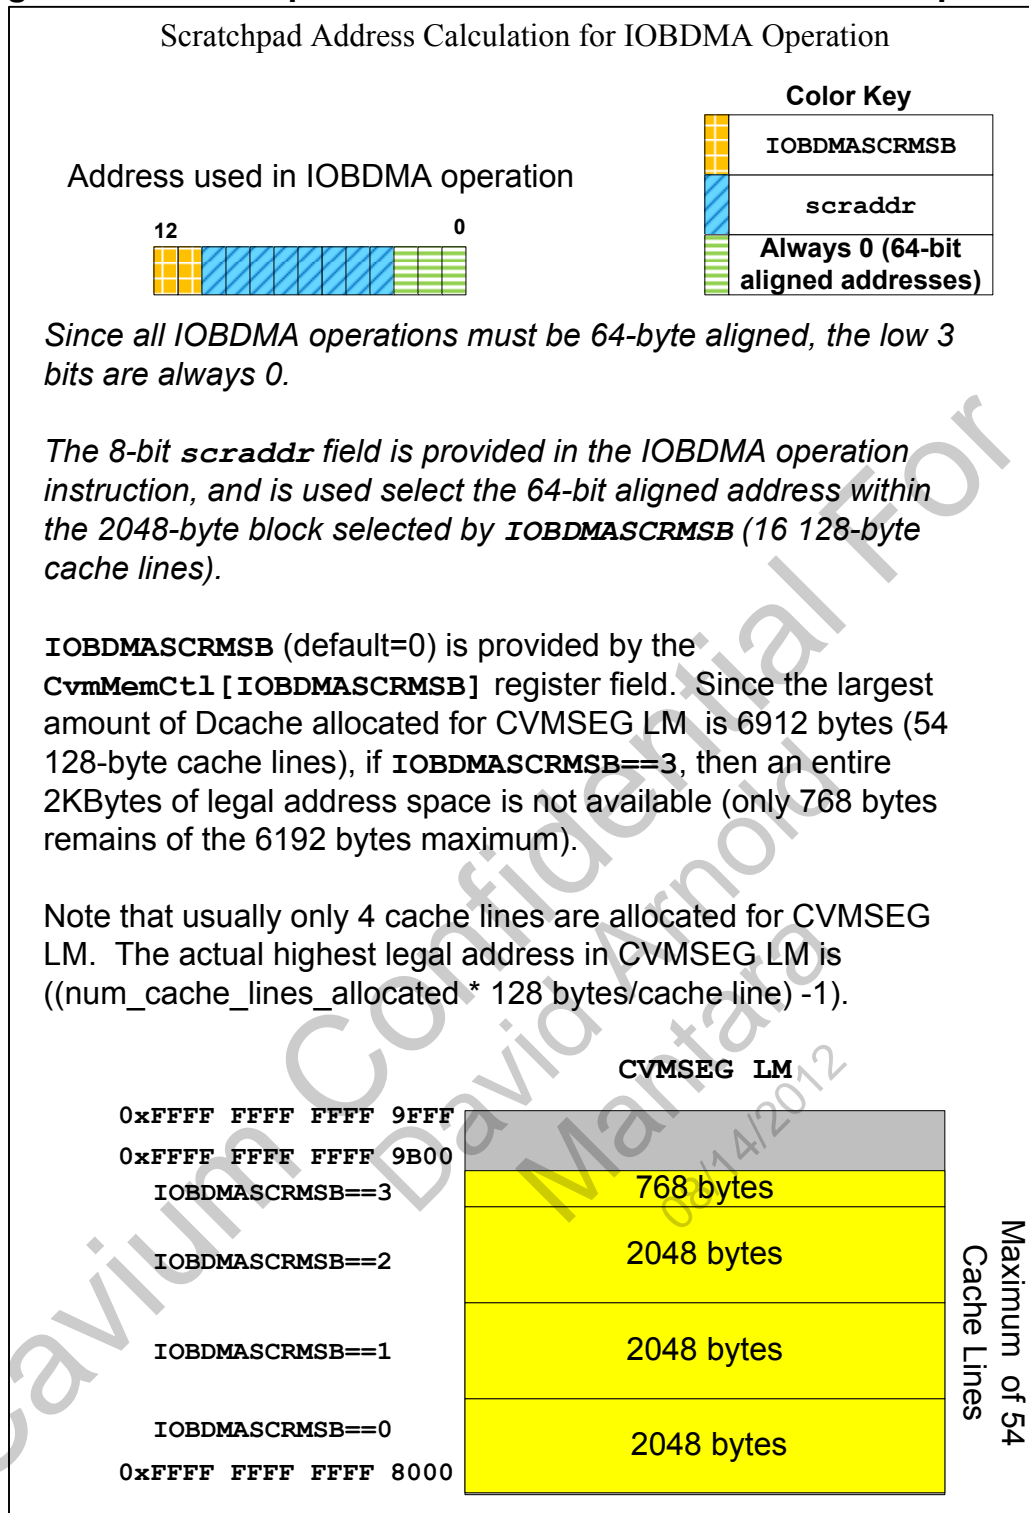 Scratchpad Address Calculation for IOBDMA Operation
Color Key
IOBDMASCRMSB
scraddr
Always 0 (64-bit
aligned addresses)
Address used in IOBDMA operation
12 0
Since all IOBDMA operations must be 64-byte aligned, the low 3
bits are always 0.
The 8-bit scraddr field is provided in the IOBDMA operation
instruction, and is used select the 64-bit aligned address within
the 2048-byte block selected by IOBDMASCRMSB (16 128-byte
cache lines).
IOBDMASCRMSB (default=0) is provided by the
CvmMemCtl[IOBDMASCRMSB] register field. Since the largest
amount of Dcache allocated for CVMSEG LM is 6912 bytes (54
128-byte cache lines), if IOBDMASCRMSB==3, then an entire
2KBytes of legal address space is not available (only 768 bytes
remains of the 6192 bytes maximum).
Note that usually only 4 cache lines are allocated for CVMSEG
LM. The actual highest legal address in CVMSEG LM is
((num_cache_lines_allocated * 128 bytes/cache line) -1).
CVMSEG LM
0xFFFF FFFF FFFF 9FFF
0xFFFF FFFF FFFF 9B00
IOBDMASCRMSB==3
768 bytes
IOBDMASCRMSB==2
2048 bytes
IOBDMASCRMSB==1
2048 bytes
IOBDMASCRMSB==0
2048 bytes
0xFFFF FFFF FFFF 8000
Maximum of 54
Cache Lines
Cavium Confidential For
David Arnold
Mantara
08/14/2012